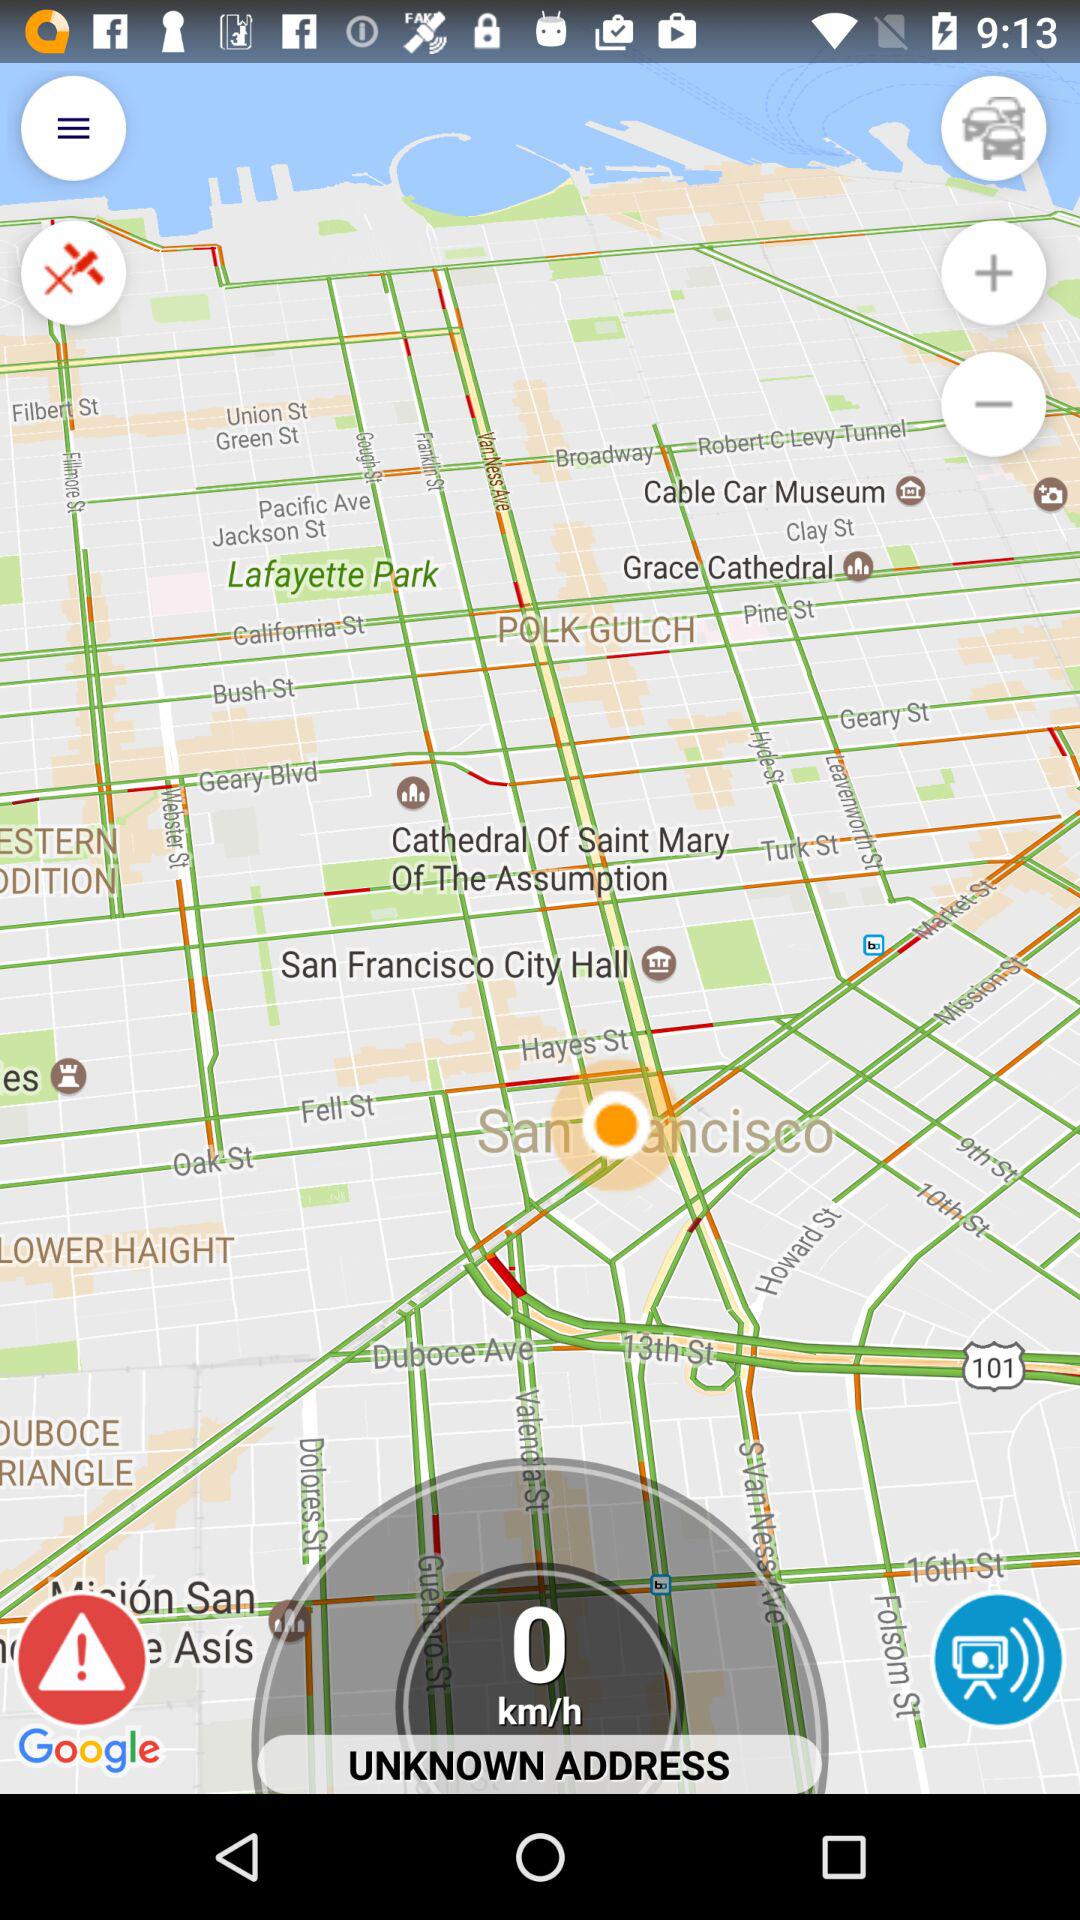 FAKE
9:13
Filbert St
Union St
Green St
Fillmore St
Gough St
Franklin St
Van Ness Ave
Broadway
Robert C Levy Tunnel
Pacific Ave
Jackson St
Cable Car Museum
Clay St
Lafayette Park
Grace Cathedral
California St
POLK GULCH
Pine St
Bush St
Geary St
Geary Blvd
Hyde St
Leavenworth St
Webster St
ESTERN
DDITION
Cathedral Of Saint Mary
Of The Assumption
Turk St
Market St
San Francisco City Hall
Mission St
Hayes St
es
Fell St
San ancisco
Oak St
9th St
10th St
LOWER HAIGHT
Howard St
Duboce Ave
13th St
101
DUBOCE
RIANGLE
Valencia St
Dolores St
S Van Ness Ave
16th St
Guerrero St
Folsom St
Misión San
e Asís
0
km/h
Google
UNKNOWN ADDRESS